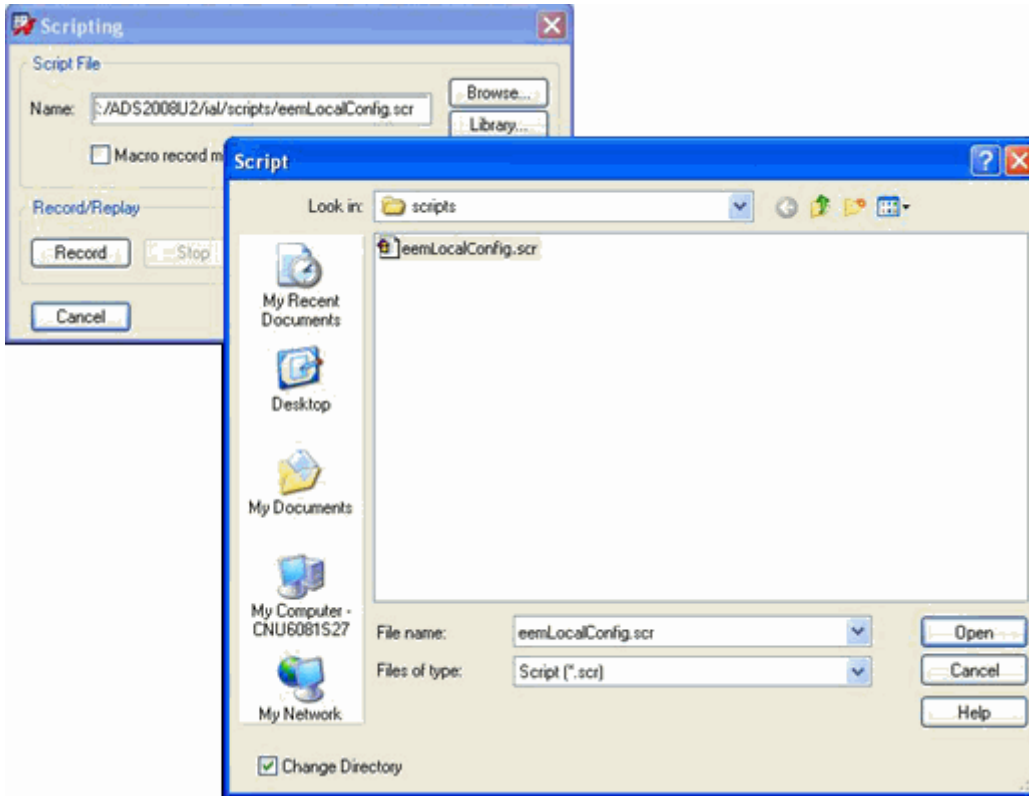 Scripting
Script File
Name: :/ADS2008U2/ial/scripts/eemLocalConfig.scr
Browse...
Library...
Macro record m
Record/Replay
Record Stop
Cancel
Script
Look in: scripts
eemLocalConfig.scr
My Recent
Documents
Desktop
My Documents
My Computer -
CNU6081S27
My Network
File name: eemLocalConfig.scr Open
Files of type: Script (*.scr) Cancel
Help
Change Directory